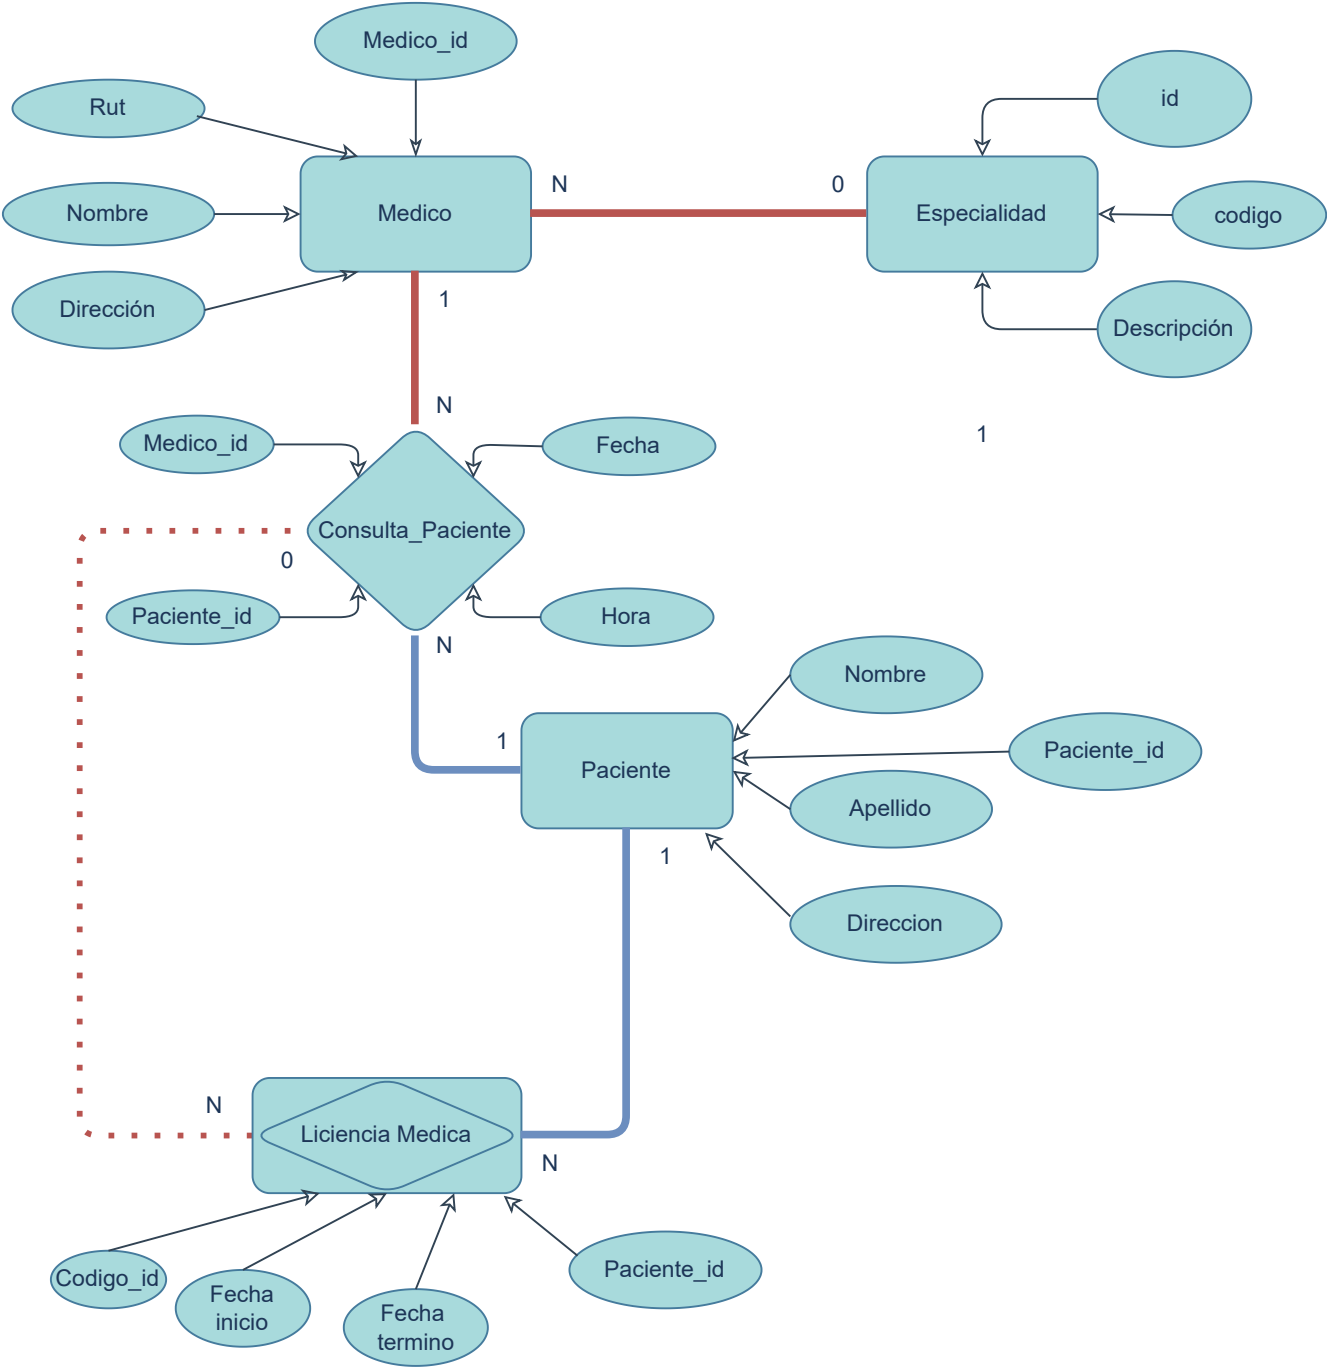 Medico_id
Rut
id
Nombre
Medico
N
0
Especialidad
codigo
Dirección
1
Descripción
N
1
Medico_id
Fecha
Consulta_Paciente
0
Paciente_id
Hora
N
Nombre
1
Paciente
Paciente_id
Apellido
1
Direccion
N
Liciencia Medica
N
Codigo_id
Fecha
inicio
Fecha
termino
Paciente_id